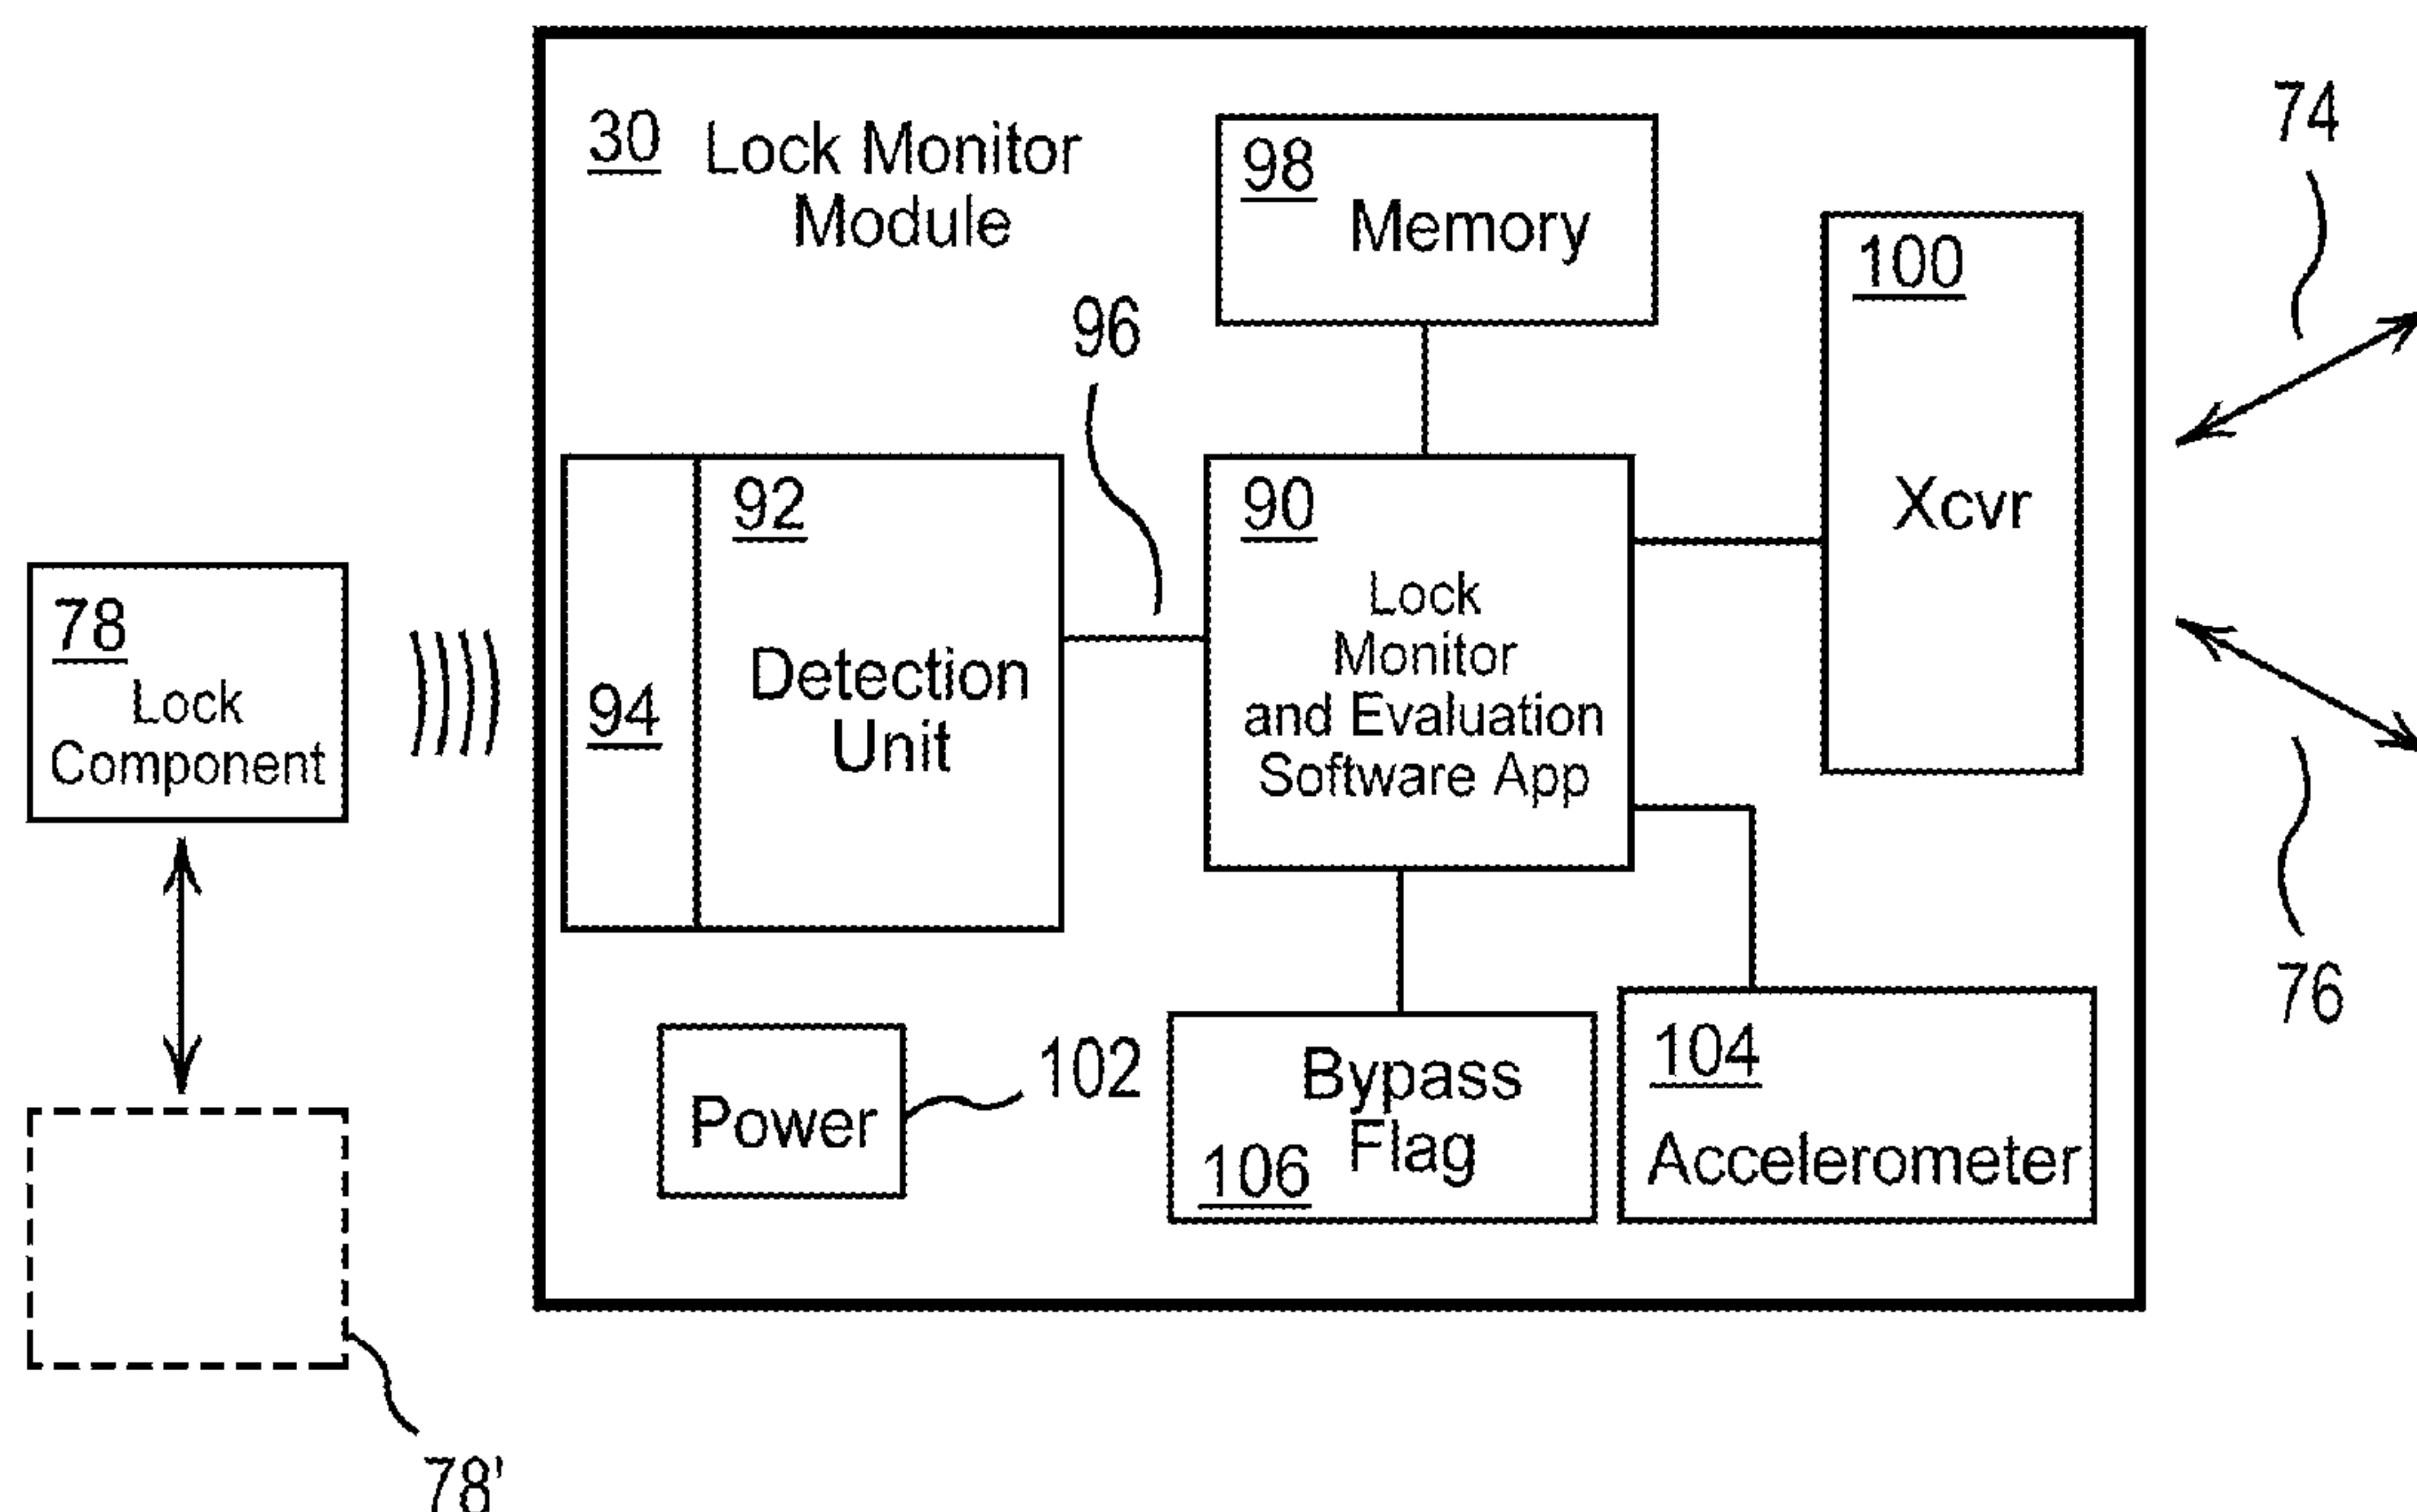 30 Lock Monitor
Module
98
Memory
74
100
Xcvr
96
92
Detection
Unit
94
90
Lock
Monitor
and Evaluation
Software App
78
Lock
Component
76
Power
102
Bypass
Flag
106
104
Accelerometer
78'